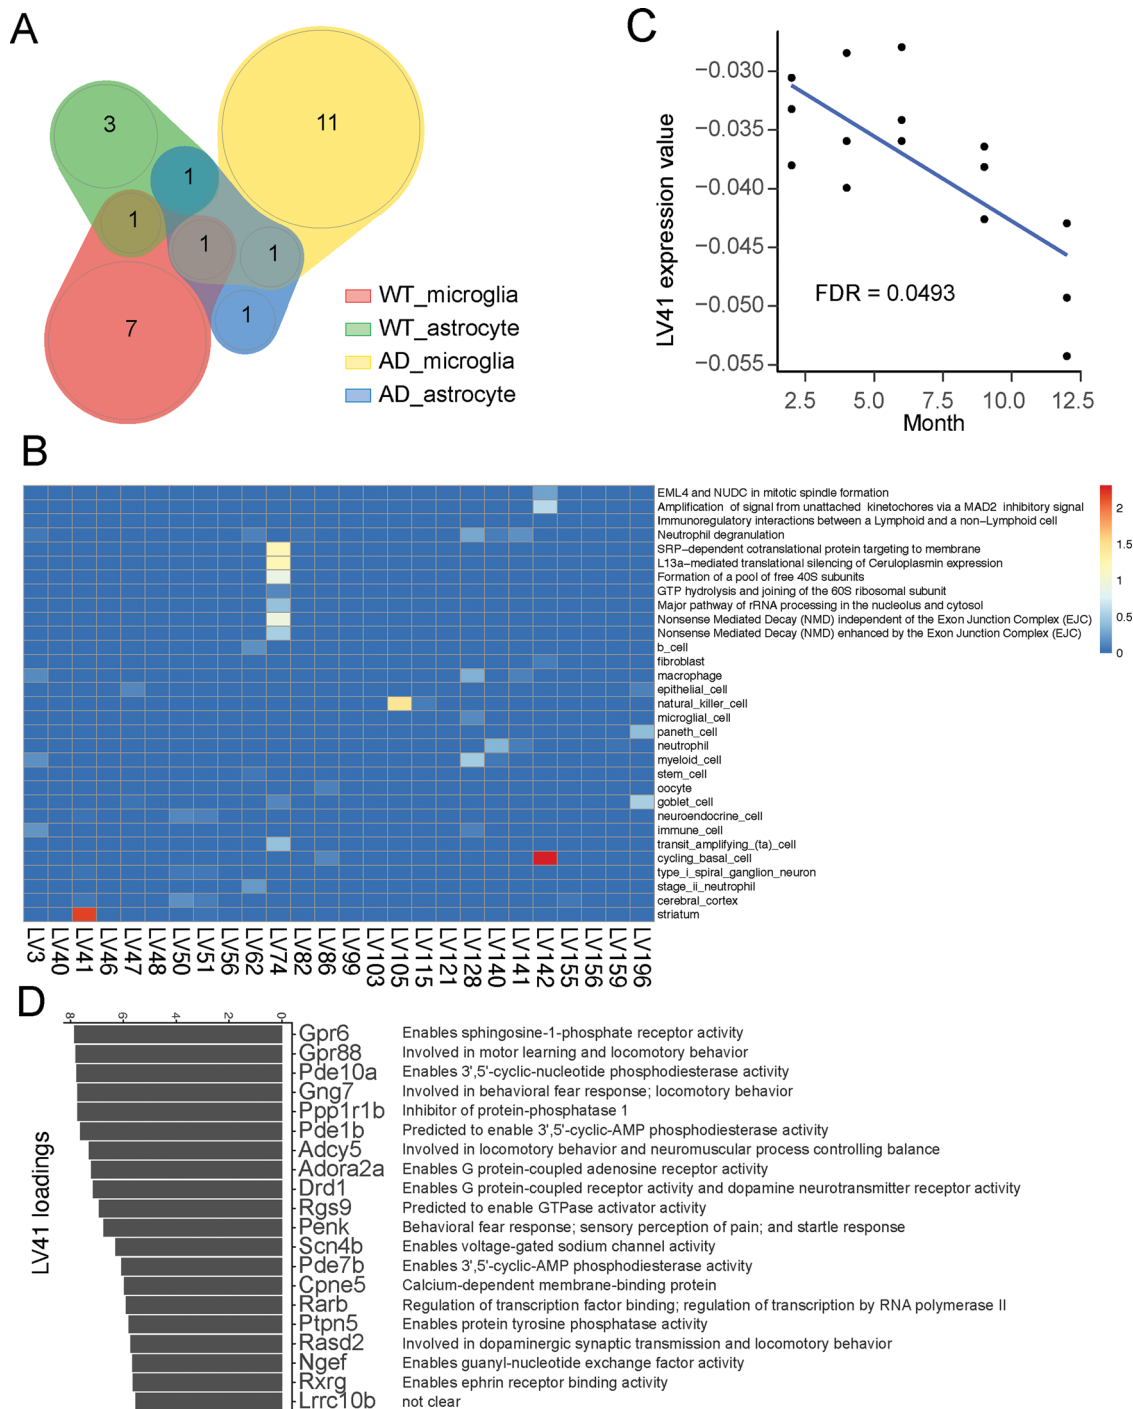 A
3
11
1
1
1
1
7
1
WT_microglia
WT_astrocyte
AD_microglia
AD_astrocyte
C
LV41 expression value
−0.030
−0.035
−0.040
−0.045
−0.050
−0.055
FDR = 0.0493
2.5 5.0 7.5 10.0 12.5
Month
B
EML4 and NUDC in mitotic spindle formation
Amplification of signal from unattached kinetochores via a MAD2 inhibitory signal
Immunoregulatory interactions between a Lymphoid and a non−Lymphoid cell
Neutrophil degranulation
SRP−dependent cotranslational protein targeting to membrane
L13a−mediated translational silencing of Ceruloplasmin expression
Formation of a pool of free 40S subunits
GTP hydrolysis and joining of the 60S ribosomal subunit
Major pathway of rRNA processing in the nucleolus and cytosol
Nonsense Mediated Decay (NMD) independent of the Exon Junction Complex (EJC)
Nonsense Mediated Decay (NMD) enhanced by the Exon Junction Complex (EJC)
b_cell
fibroblast
macrophage
epithelial_cell
natural_killer_cell
microglial_cell
paneth_cell
neutrophil
myeloid_cell
stem_cell
oocyte
goblet_cell
neuroendocrine_cell
immune_cell
transit_amplifying_(ta)_cell
cycling_basal_cell
type_i_spiral_ganglion_neuron
stage_ii_neutrophil
cerebral_cortex
striatum
2
1.5
1
0.5
0
LV3 LV40 LV41 LV46 LV47 LV48 LV50 LV51 LV56 LV62 LV74 LV82 LV86 LV99 LV103 LV105 LV115 LV121 LV128 LV140 LV141 LV142 LV155 LV156 LV159 LV196
D
8 6 4 2 0
LV41 loadings
Gpr6 Enables sphingosine-1-phosphate receptor activity
Gpr88 Involved in motor learning and locomotory behavior
Pde10a Enables 3',5'-cyclic-nucleotide phosphodiesterase activity
Gng7 Involved in behavioral fear response; locomotory behavior
Ppp1r1b Inhibitor of protein-phosphatase 1
Pde1b Predicted to enable 3',5'-cyclic-AMP phosphodiesterase activity
Adcy5 Involved in locomotory behavior and neuromuscular process controlling balance
Adora2a Enables G protein-coupled adenosine receptor activity
Drd1 Enables G protein-coupled receptor activity and dopamine neurotransmitter receptor activity
Rgs9 Predicted to enable GTPase activator activity
Penk Behavioral fear response; sensory perception of pain; and startle response
Scn4b Enables voltage-gated sodium channel activity
Pde7b Enables 3',5'-cyclic-AMP phosphodiesterase activity
Cpne5 Calcium-dependent membrane-binding protein
Rarb Regulation of transcription factor binding; regulation of transcription by RNA polymerase II
Ptpn5 Enables protein tyrosine phosphatase activity
Rasd2 Involved in dopaminergic synaptic transmission and locomotory behavior
Ngef Enables guanyl-nucleotide exchange factor activity
Rxrg Enables ephrin receptor binding activity
Lrrc10b not clear